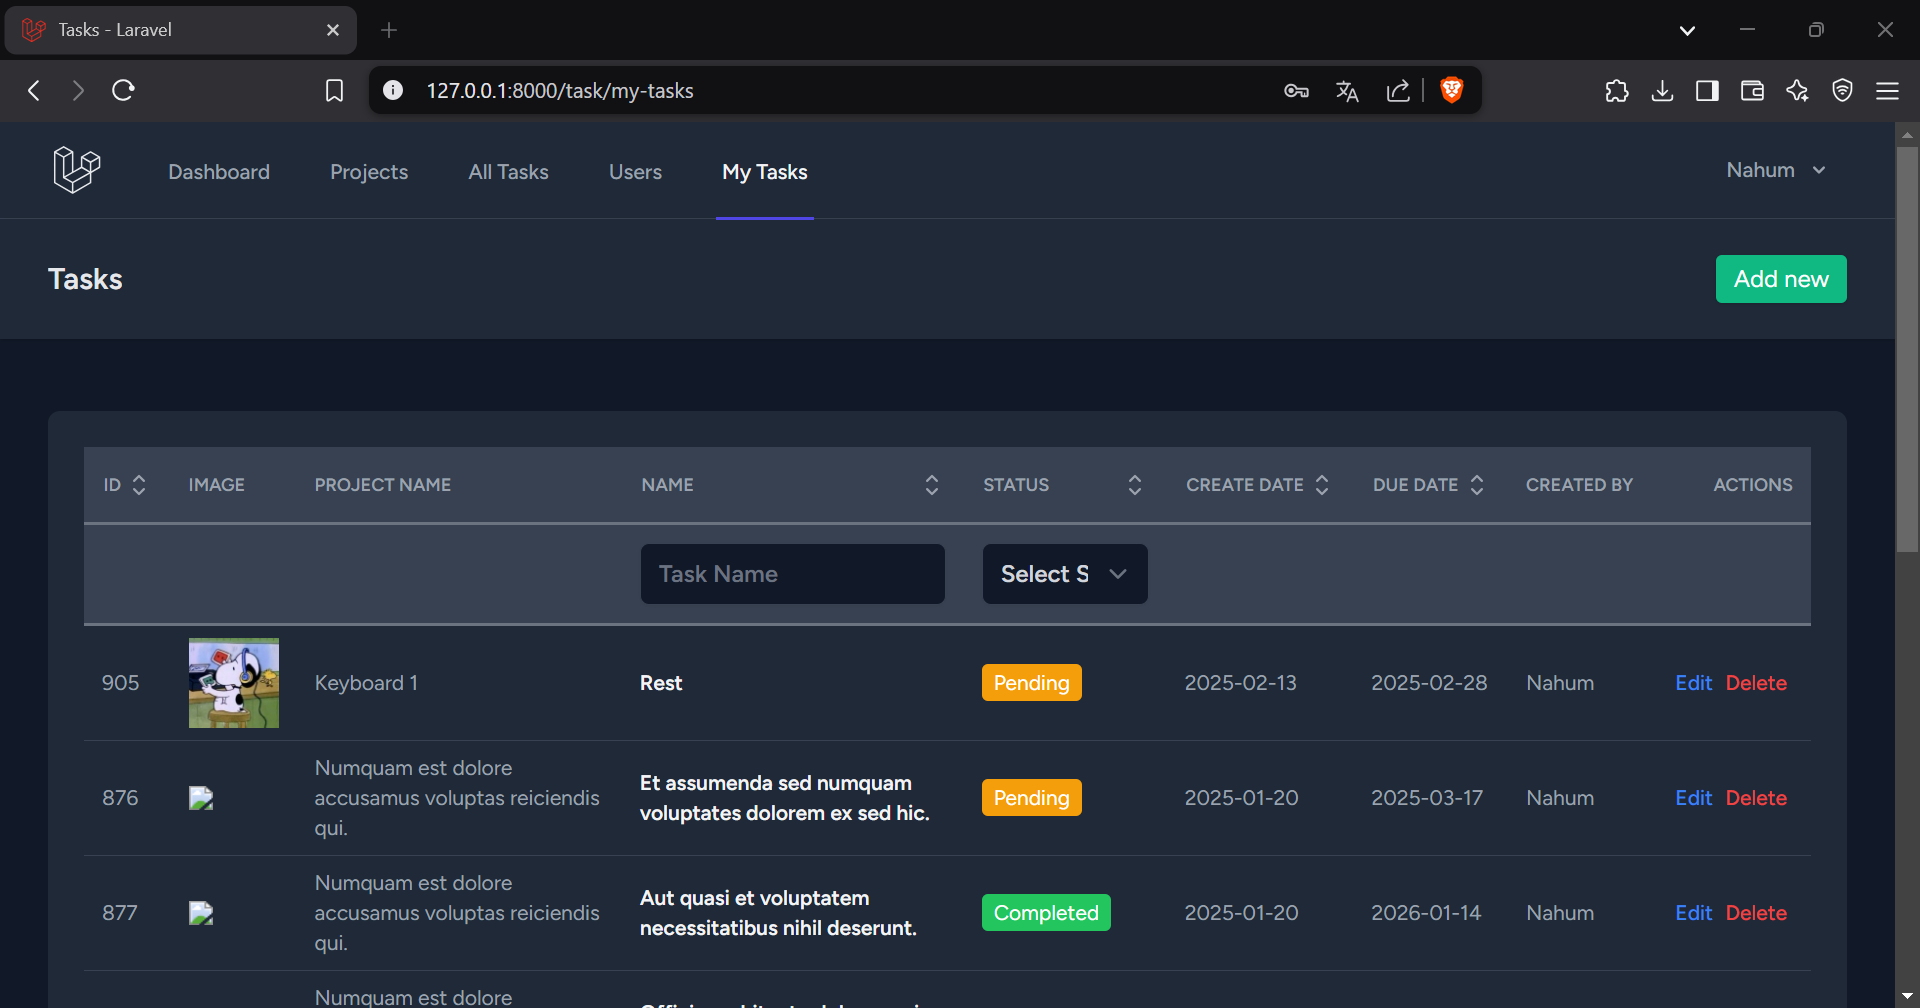 Tasks - Laravel
127.0.0.1:8000/task/my-tasks
Dashboard Projects All Tasks Users My Tasks Nahum
Tasks Add new
ID IMAGE PROJECT NAME NAME STATUS CREATE DATE DUE DATE CREATED BY ACTIONS
Task Name Select S
905 Keyboard 1 Rest Pending 2025-02-13 2025-02-28 Nahum Edit Delete
Numquam est dolore
accusamus voluptas reiciendis
qui.
876 Et assumenda sed numquam
voluptates dolorem ex sed hic.
Pending 2025-01-20 2025-03-17 Nahum Edit Delete
Numquam est dolore
accusamus voluptas reiciendis
qui.
877 Aut quasi et voluptatem
necessitatibus nihil deserunt.
Completed 2025-01-20 2026-01-14 Nahum Edit Delete
Numquam est dolore